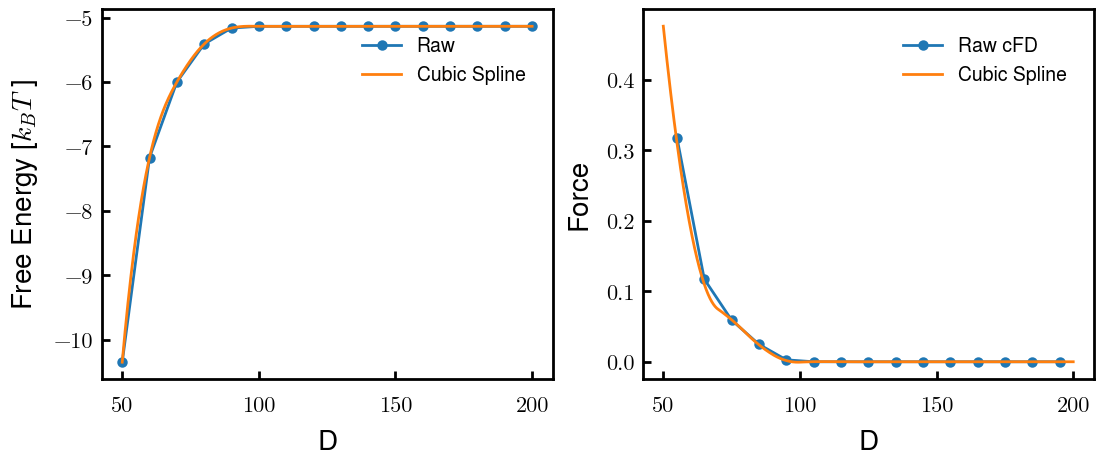 Free Energy [$k_BT$]
−5
−6
−7
−8
−9
−10
50
100
150
200
D
Raw
Cubic Spline
Force
0.4
0.3
0.2
0.1
0.0
50
100
150
200
D
Raw cFD
Cubic Spline